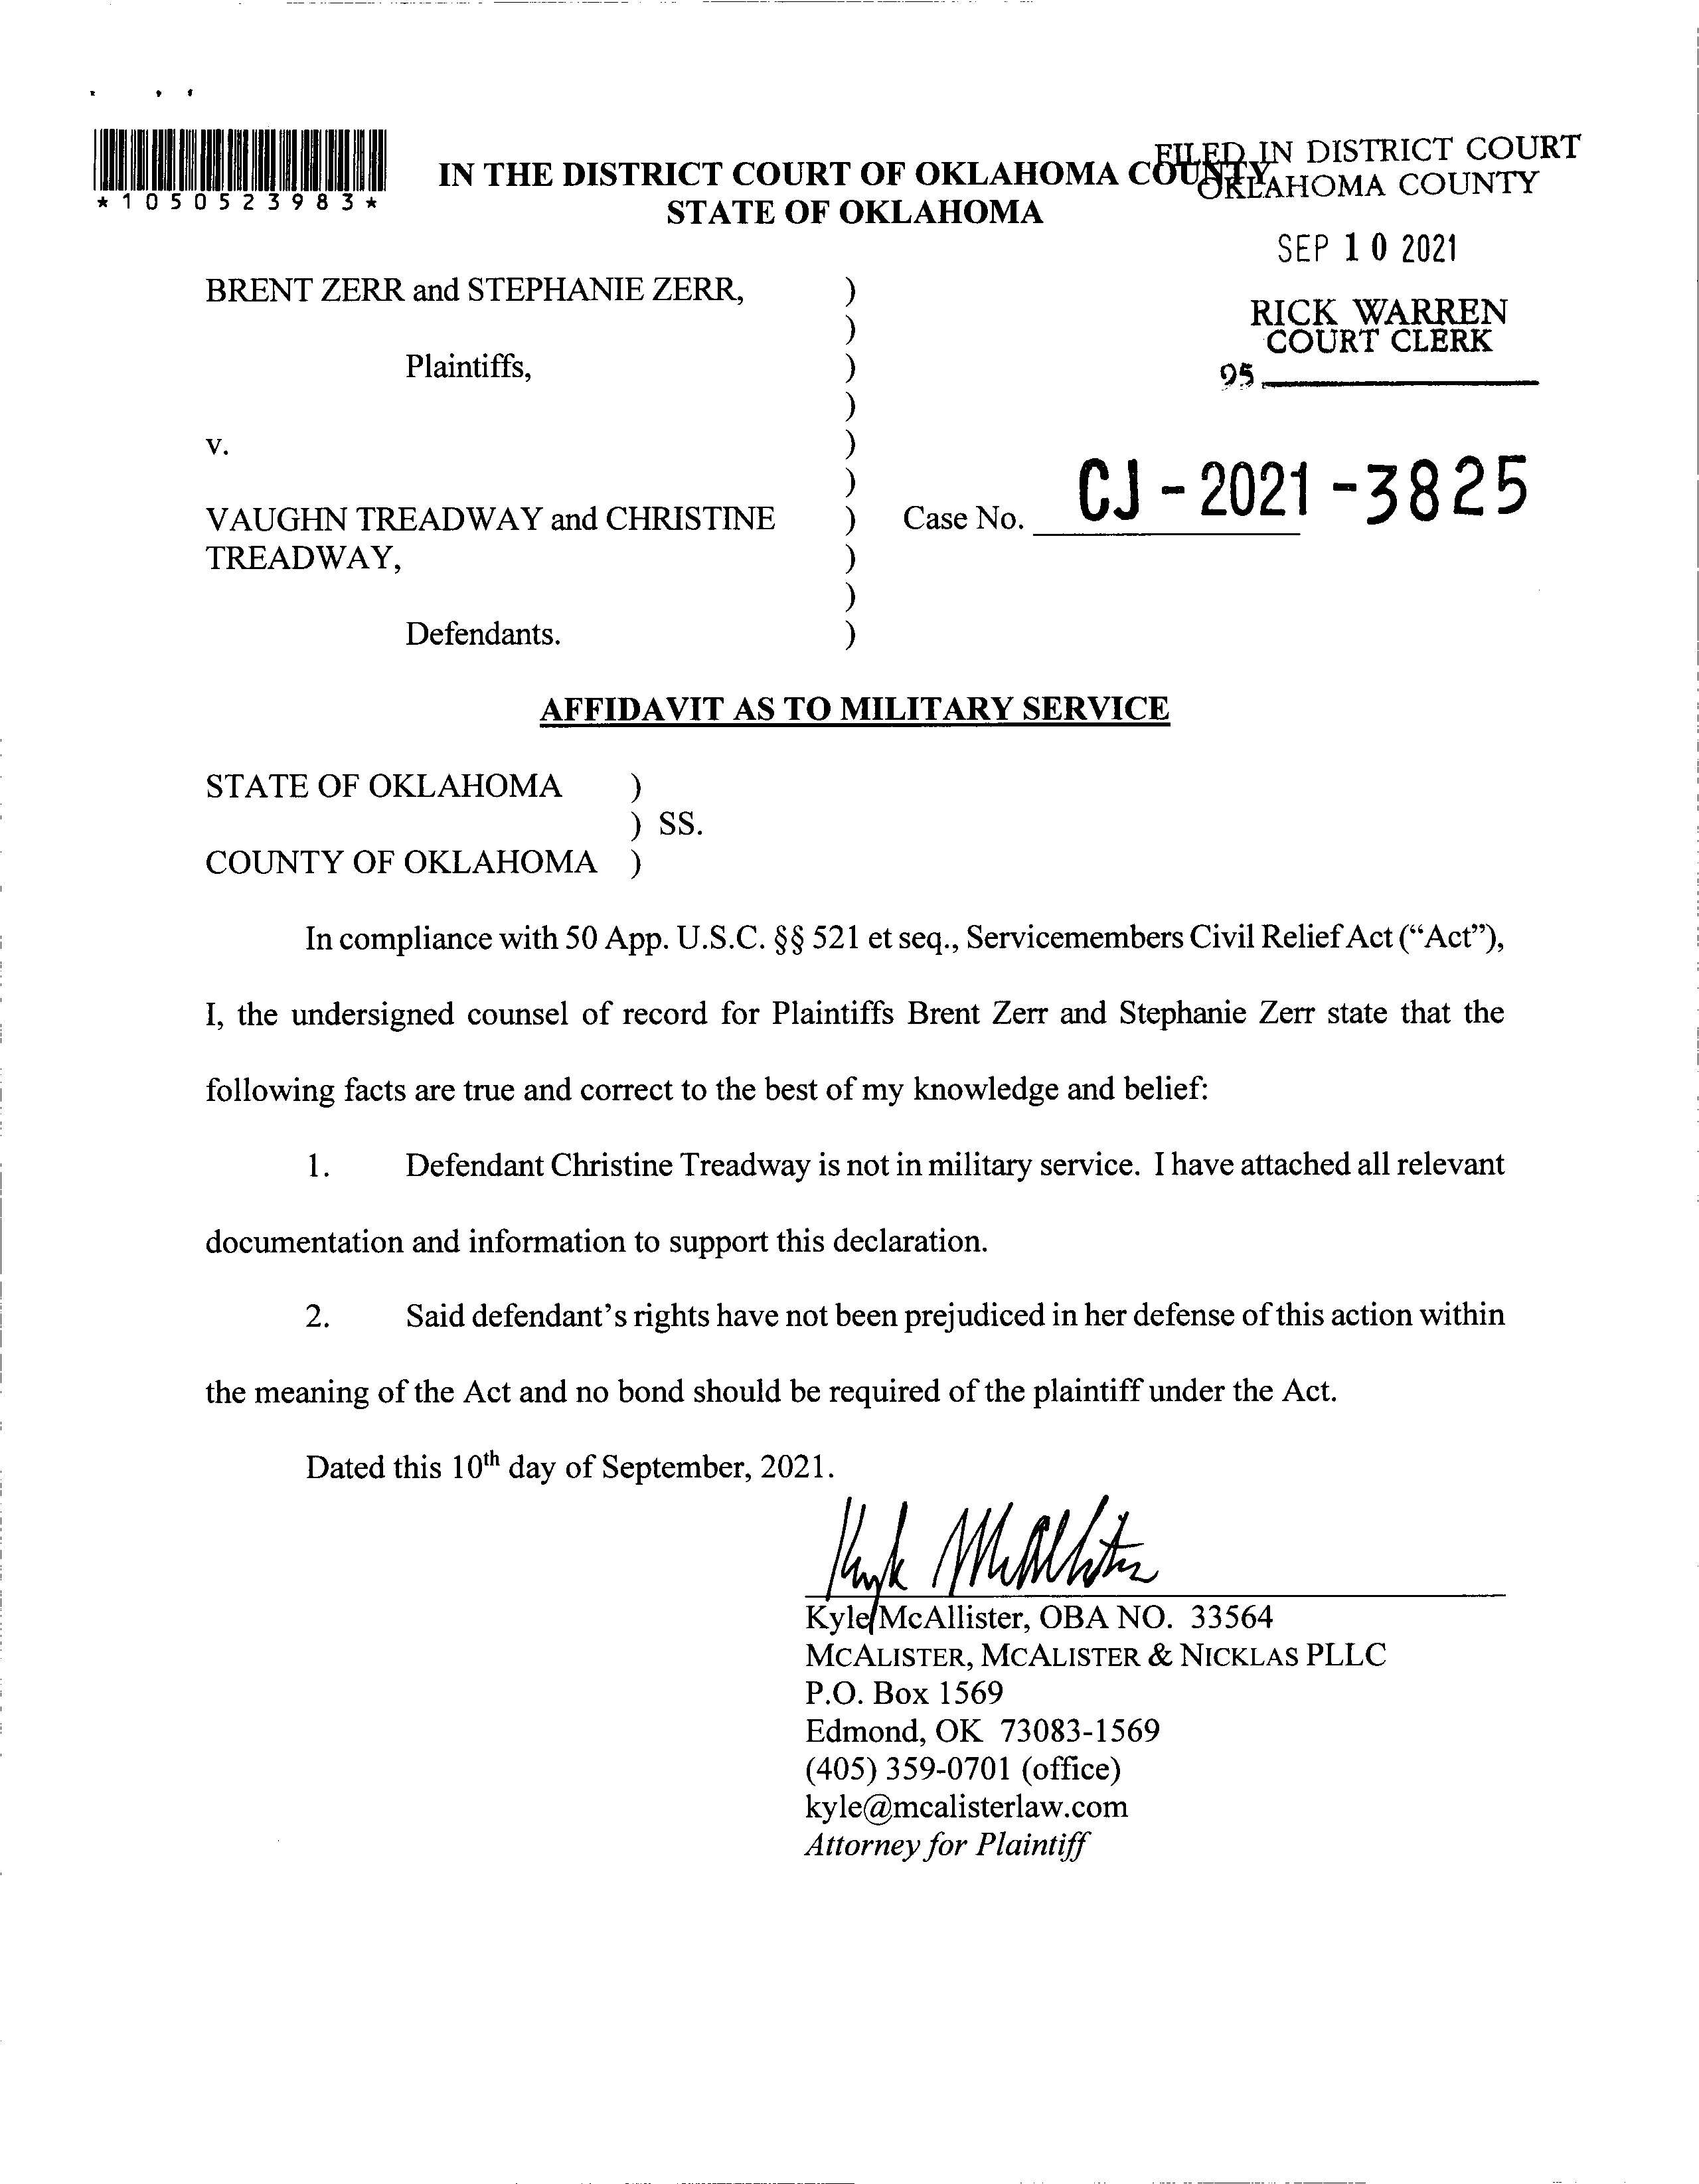 *1050523983*
IN THE DISTRICT COURT OF OKLAHOMA COUNTY
STATE OF OKLAHOMA
FILED IN DISTRICT COURT
OKLAHOMA COUNTY
SEP 10 2021
RICK WARREN
COURT CLERK
95
BRENT ZERR and STEPHANIE ZERR, )
)
Plaintiffs, )
)
v. )
)
VAUGHN TREADWAY and CHRISTINE ) Case No. CJ-2021-3825
TREADWAY, )
)
Defendants. )
AFFIDAVIT AS TO MILITARY SERVICE
STATE OF OKLAHOMA )
) SS.
COUNTY OF OKLAHOMA )
In compliance with 50 App. U.S.C. §§ 521 et seq., Servicemembers Civil Relief Act (“Act”),
I, the undersigned counsel of record for Plaintiffs Brent Zerr and Stephanie Zerr state that the
following facts are true and correct to the best of my knowledge and belief:
1. Defendant Christine Treadway is not in military service. I have attached all relevant
documentation and information to support this declaration.
2. Said defendant’s rights have not been prejudiced in her defense of this action within
the meaning of the Act and no bond should be required of the plaintiff under the Act.
Dated this 10th day of September, 2021.
Kyle McAllister
Kyle McAllister, OBA NO. 33564
MCALISTER, MCALISTER & NICKLAS PLLC
P.O. Box 1569
Edmond, OK 73083-1569
(405) 359-0701 (office)
kyle@mcalisterlaw.com
Attorney for Plaintiff